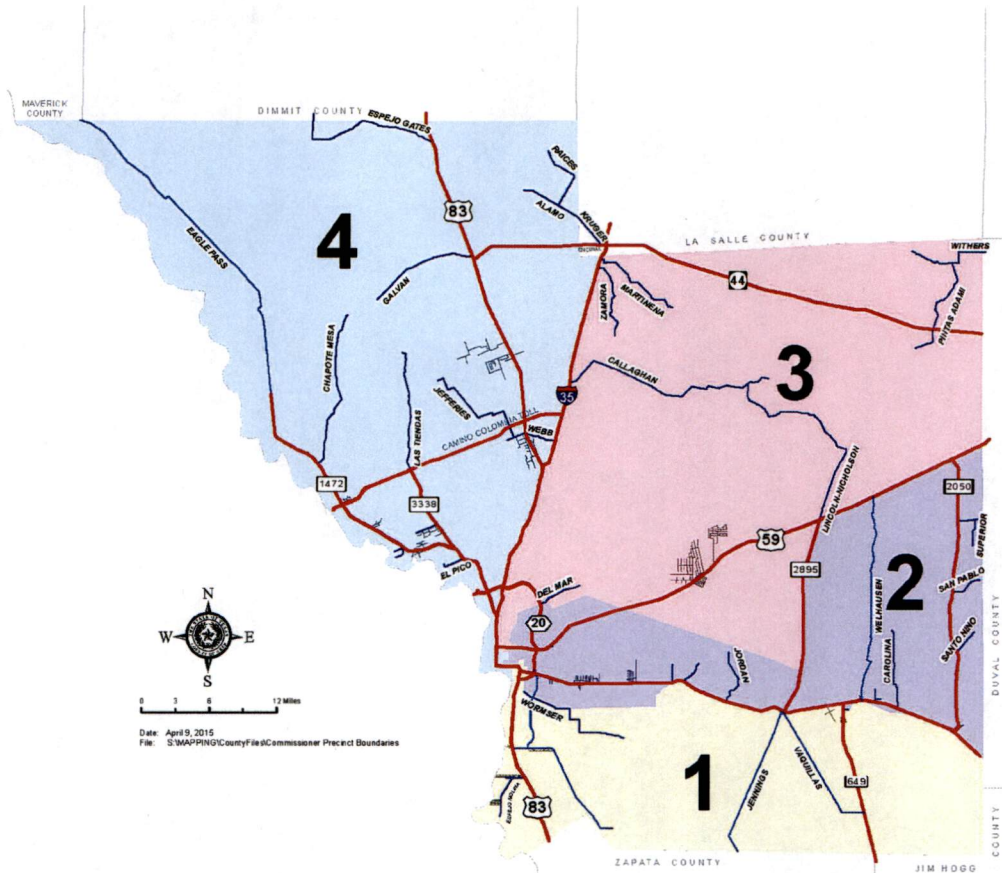 MAVERICK
COUNTY
DIMMIT COUNTY
ESPEJO GATES
RAICES
ALAMO
KRUGER
83
4
EAGLE PASS
GALVAN
LA SALLE COUNTY
WITHERS
ZAMORA
MARTINENA
44
PINTAS ADAMI
CHAPOTE MESA
3
CALLAGHAN
JEFFERIES
35
LAS TIENDAS
CAMINO COLOMBIA TOLL
WEBB
LINCOLN-NICHOLSON
1472
3338
2050
59
SUPERIOR
EL PICO
2895
2
SAN PABLO
DEL MAR
WELHAUSEN
20
SANTO NINO
CAROLINA
DUVAL COUNTY
JORDAN
N
W E
S
WORMSER
0 3 6 12 Miles
Date: April 9, 2015
File: S:\MAPPING\CountyFiles\Commissioner Precinct Boundaries
1
JENNINGS
VAQUILLAS
649
83
ZAPATA COUNTY
JIM HOGG
COUNTY